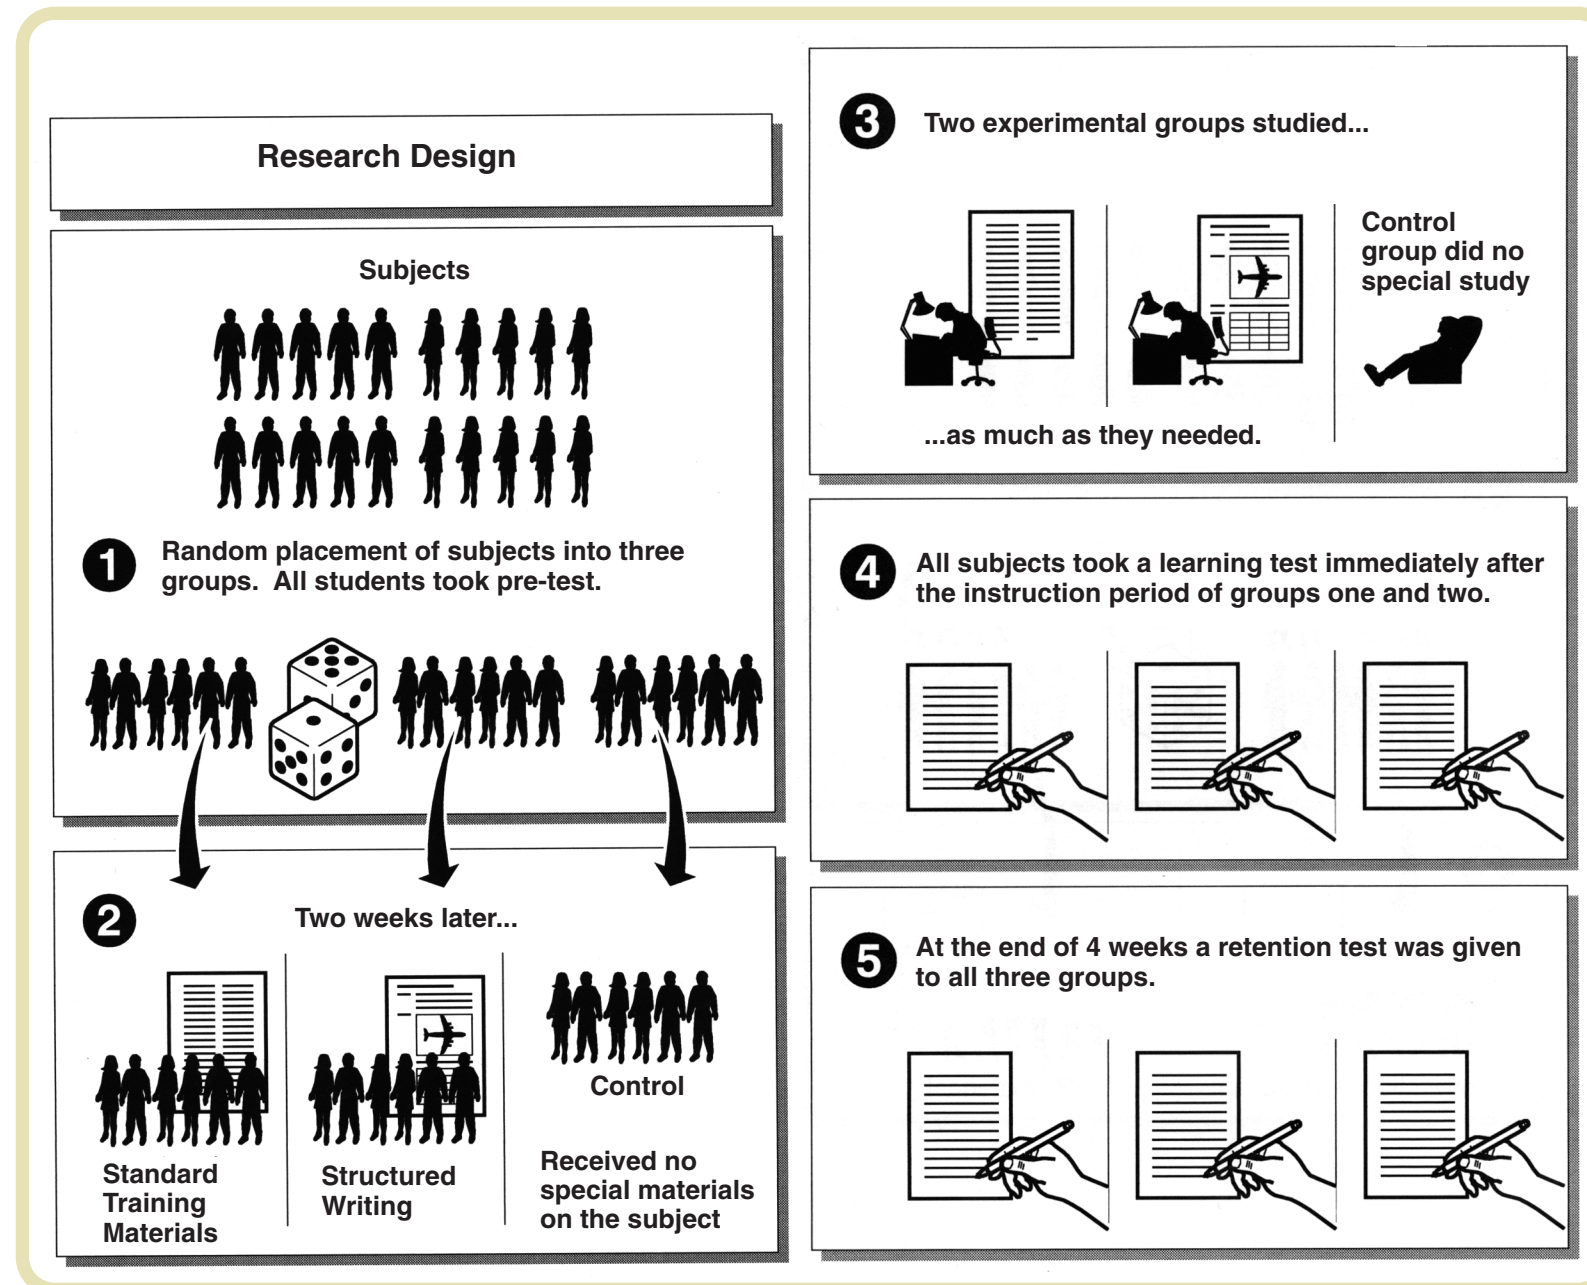 Research Design
Subjects
1 Random placement of subjects into three
groups. All students took pre-test.
2 Two weeks later...
Standard
Training
Materials
Structured
Writing
Control
Received no
special materials
on the subject
3 Two experimental groups studied...
Control
group did no
special study
...as much as they needed.
4 All subjects took a learning test immediately after
the instruction period of groups one and two.
5 At the end of 4 weeks a retention test was given
to all three groups.